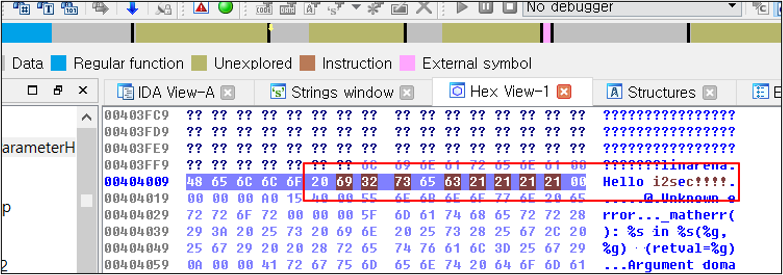 No debugger
Data Regular function Unexplored Instruction External symbol
IDA View-A Strings window Hex View-1 Structures E
arameterH
p
00403FC9 ?? ?? ?? ?? ?? ?? ?? ?? ?? ?? ?? ?? ?? ?? ?? ?? ????????????????
00403FD9 ?? ?? ?? ?? ?? ?? ?? ?? ?? ?? ?? ?? ?? ?? ?? ?? ????????????????
00403FE9 ?? ?? ?? ?? ?? ?? ?? ?? ?? ?? ?? ?? ?? ?? ?? ?? ????????????????
00403FF9 ?? ?? ?? ?? ?? ?? ?? 6C 69 6E 61 72 65 6E 61 00 ???????linarena.
00404009 48 65 6C 6C 6F 20 69 32 73 65 63 21 21 21 21 00 Hello i2sec!!!!.
00404019 00 00 00 A0 15 40 00 55 6E 6B 6E 6F 77 6E 20 65 .....@.Unknown e
00404029 72 72 6F 72 00 00 00 5F 6D 61 74 68 65 72 72 28 rror..._matherr(
00404039 29 3A 20 25 73 20 69 6E 20 25 73 28 25 67 2C 20 ): %s in %s(%g, 
00404049 25 67 29 20 20 28 72 65 74 76 61 6C 3D 25 67 29 %g)  (retval=%g)
00404059 0A 00 00 41 72 67 75 6D 65 6E 74 20 64 6F 6D 61 ...Argument doma